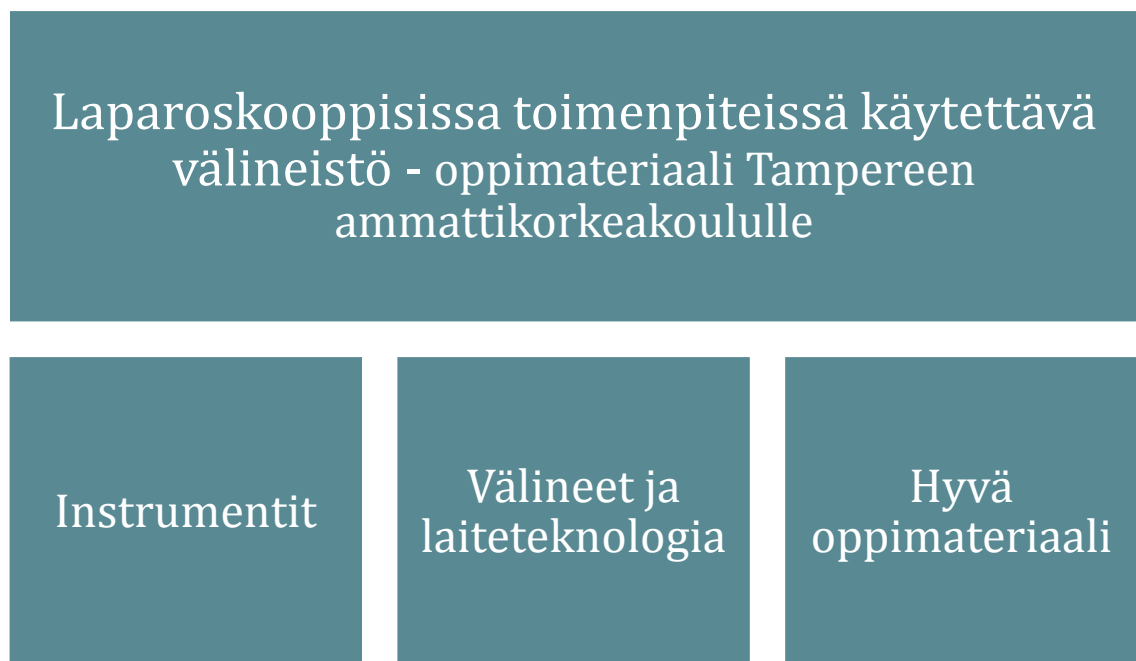 Laparoskooppisissa toimenpiteissä käytettävä
välineistö - oppimateriaali Tampereen
ammattikorkeakoululle
Instrumentit
Välineet ja
laiteteknologia
Hyvä
oppimateriaali